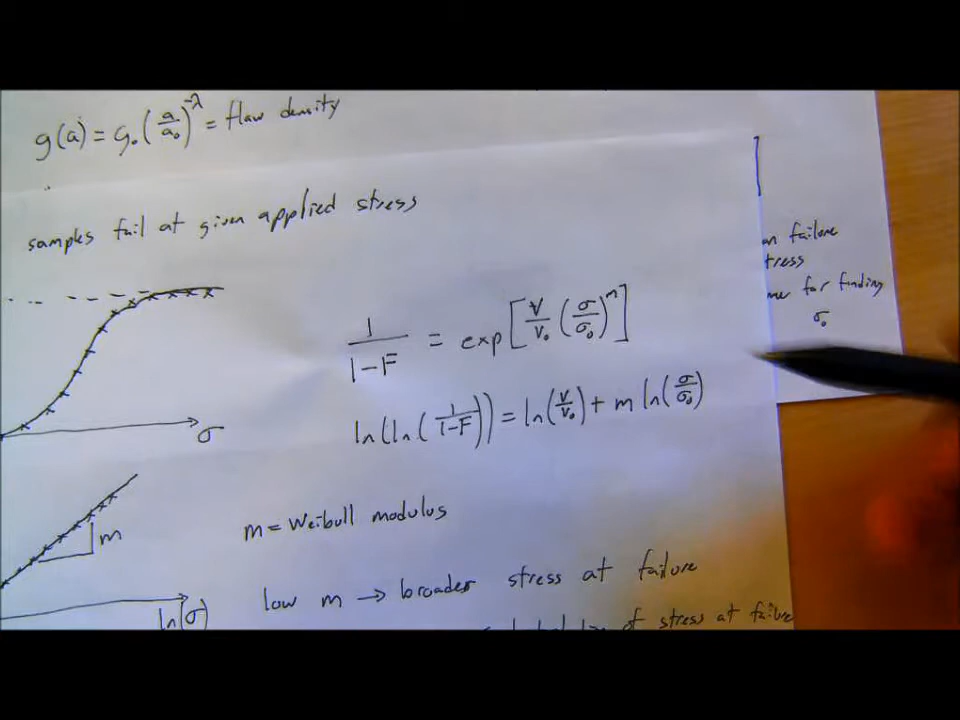 g(a) = g₀(a/a₀)^-λ = flaw density
samples fail at given applied stress
σ
1/(1-F) = exp[V/V₀ (σ/σ₀)^m]
ln(ln(1/(1-F))) = ln(V/V₀) + m ln(σ/σ₀)
m
ln(σ)
m = Weibull modulus
low m → broader stress at failure
of stress at failure
failure
for finding
σ₀